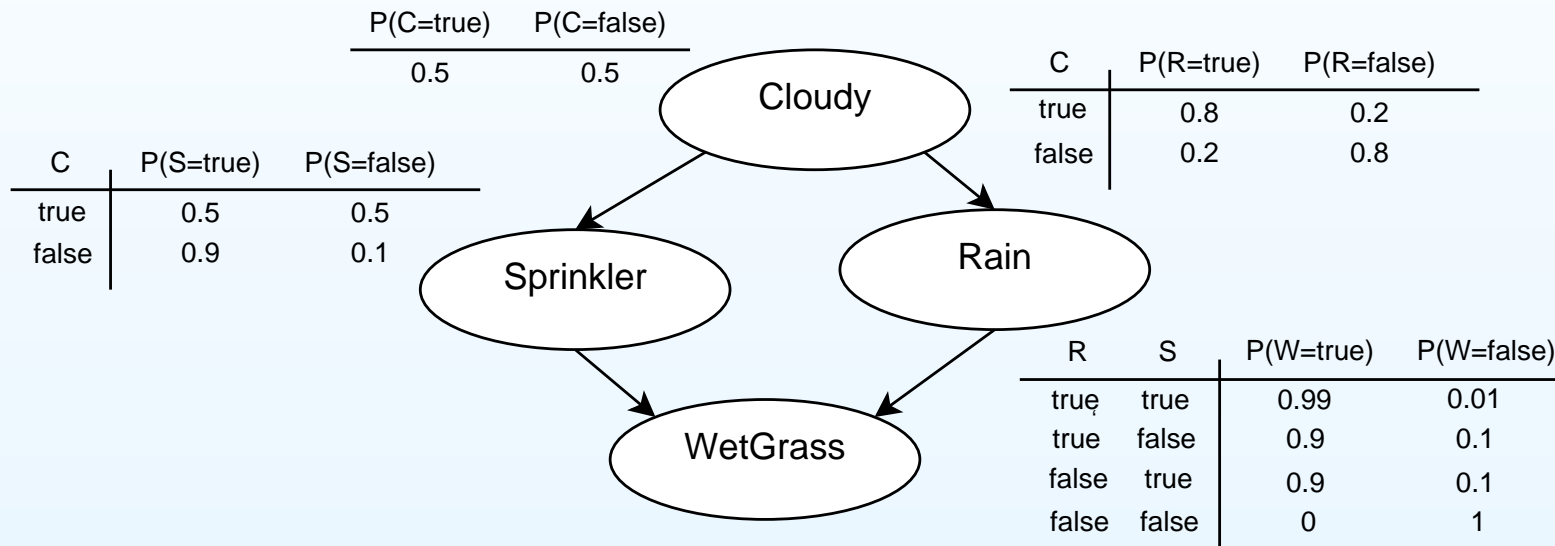 P(C=true) P(C=false)
0.5 0.5
Cloudy
C P(R=true) P(R=false)
true 0.8 0.2
false 0.2 0.8
C P(S=true) P(S=false)
true 0.5 0.5
false 0.9 0.1
Sprinkler
Rain
WetGrass
R S P(W=true) P(W=false)
true, true 0.99 0.01
true false 0.9 0.1
false true 0.9 0.1
false false 0 1